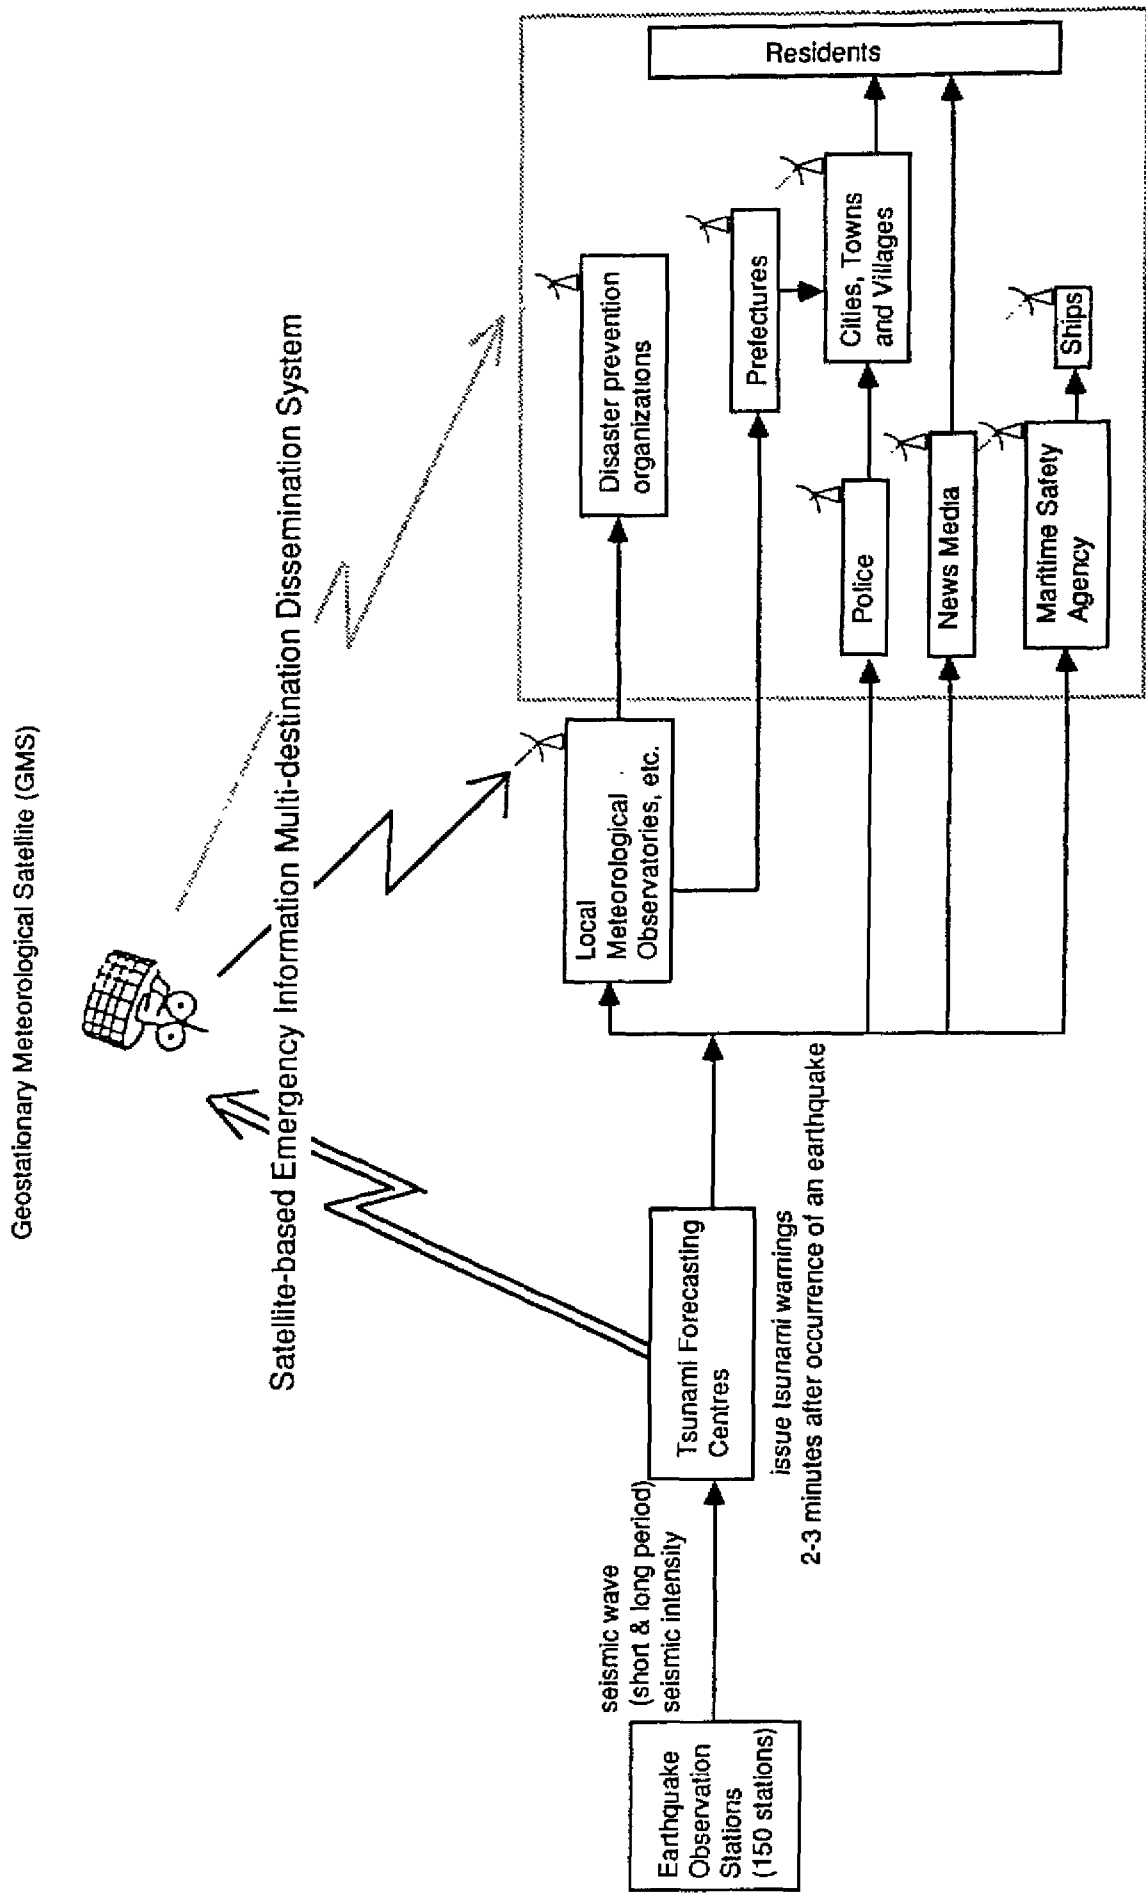 Geostationary Meteorological Satellite (GMS)
Satellite-based Emergency Information Multi-destination Dissemination System
Earthquake
Observation
Stations
(150 stations)
seismic wave
(short & long period)
seismic intensity
Tsunami Forecasting
Centres
issue tsunami warnings
2-3 minutes after occurrence of an earthquake
Local
Meteorological
Observatories, etc.
Disaster prevention
organizations
Prefectures
Police
Cities, Towns
and Villages
News Media
Maritime Safety
Agency
Ships
Residents